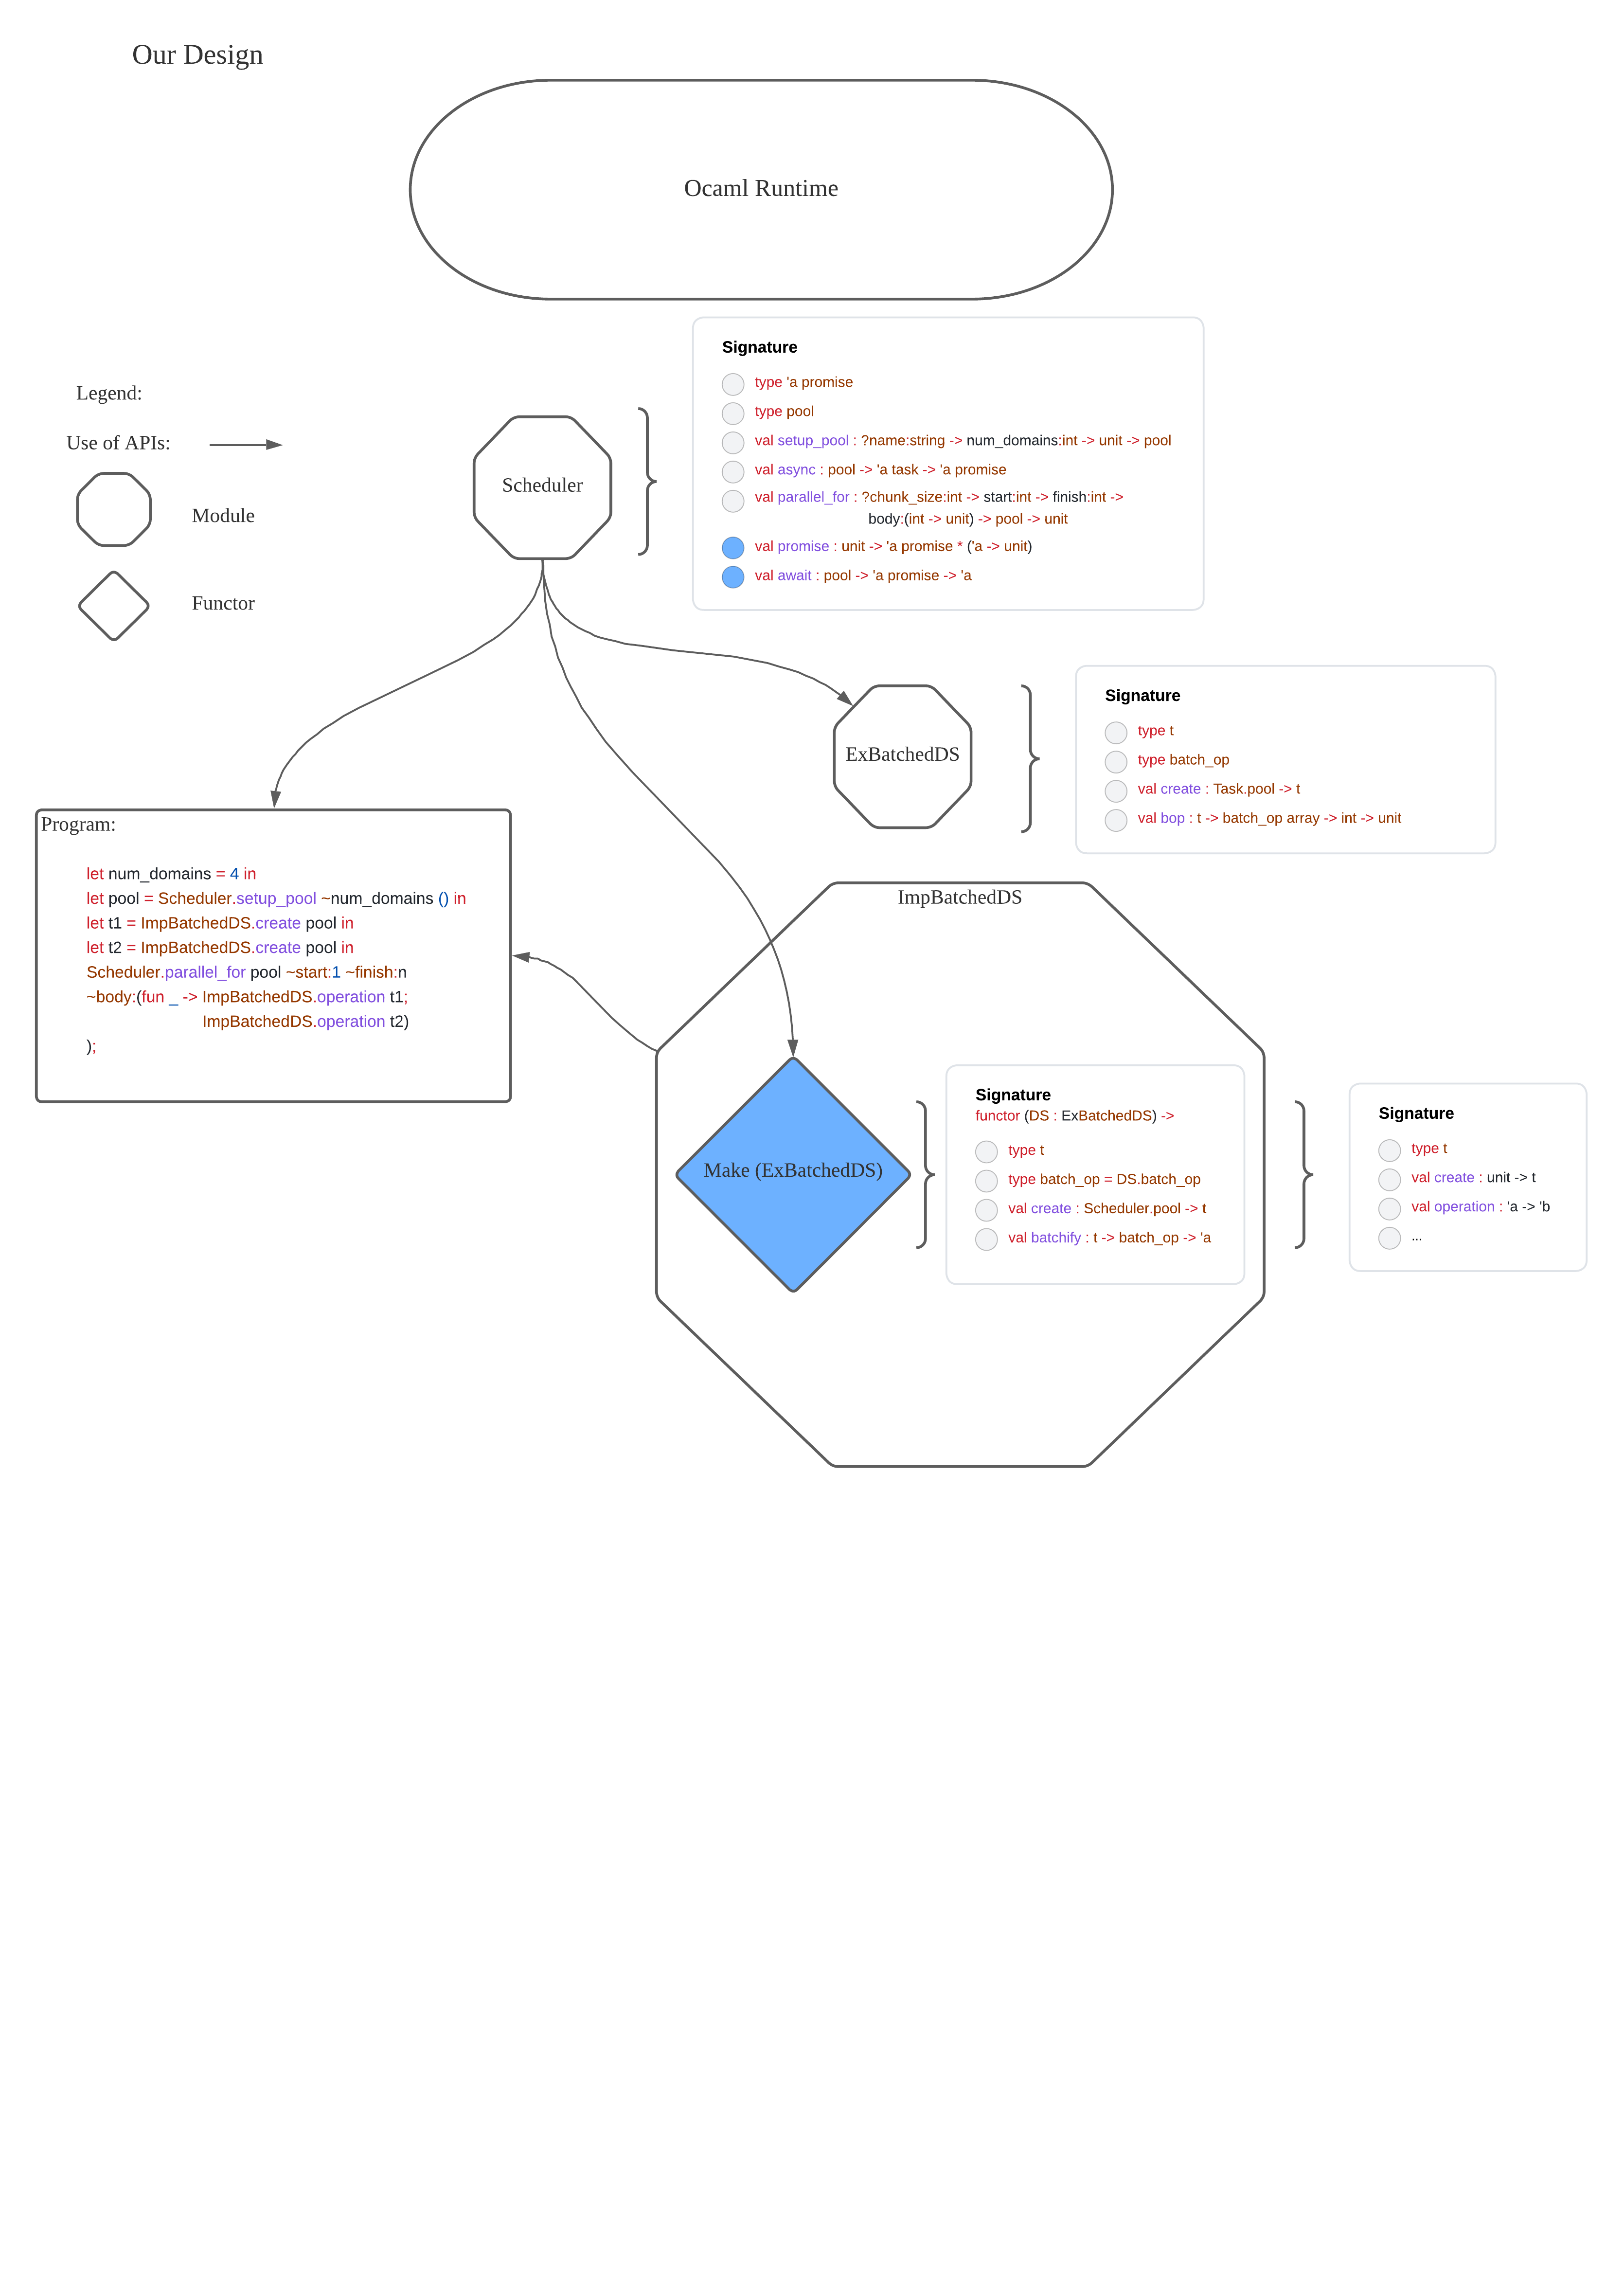 Our Design
Ocaml Runtime
Signature
type 'a promise
type pool
val setup_pool : ?name:string -> num_domains:int -> unit -> pool
val async : pool -> 'a task -> 'a promise
val parallel_for : ?chunk_size:int -> start:int -> finish:int ->
body:(int -> unit) -> pool -> unit
val promise : unit -> 'a promise * ('a -> unit)
val await : pool -> 'a promise -> 'a
Legend:
Use of APIs:
Module
Functor
Scheduler
ExBatchedDS
Signature
type t
type batch_op
val create : Task.pool -> t
val bop : t -> batch_op array -> int -> unit
Program:
let num_domains = 4 in
let pool = Scheduler.setup_pool ~num_domains () in
let t1 = ImpBatchedDS.create pool in
let t2 = ImpBatchedDS.create pool in
Scheduler.parallel_for pool ~start:1 ~finish:n
~body:(fun _ -> ImpBatchedDS.operation t1;
ImpBatchedDS.operation t2)
);
ImpBatchedDS
Make (ExBatchedDS)
Signature
functor (DS : ExBatchedDS) ->
type t
type batch_op = DS.batch_op
val create : Scheduler.pool -> t
val batchify : t -> batch_op -> 'a
Signature
type t
val create : unit -> t
val operation : 'a -> 'b
...